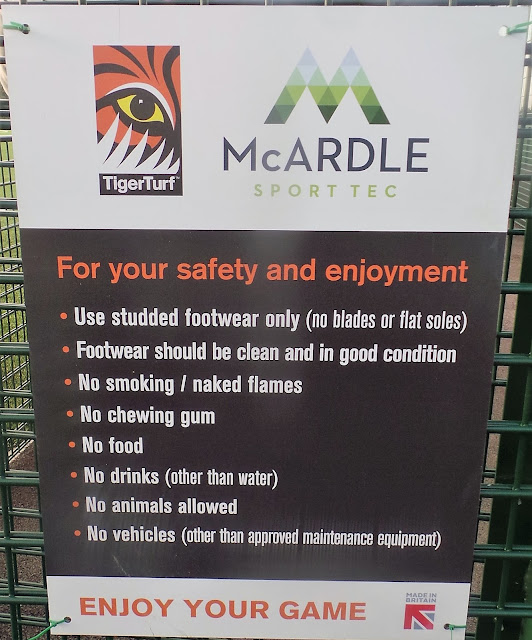 TigerTurf™
McARDLE
SPORT TEC
For your safety and enjoyment
• Use studded footwear only (no blades or flat soles)
• Footwear should be clean and in good condition
• No smoking / naked flames
• No chewing gum
• No food
• No drinks (other than water)
• No animals allowed
• No vehicles (other than approved maintenance equipment)
ENJOY YOUR GAME
MADE IN
BRITAIN